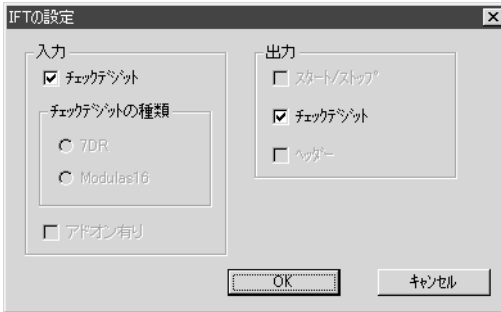 IFTの設定
入力
チェックデジット
チェックデジットの種類
7DR
Modulas16
アドオン有り
出力
スタート/ストップ
チェックデジット
ヘッダー
OK
キャンセル